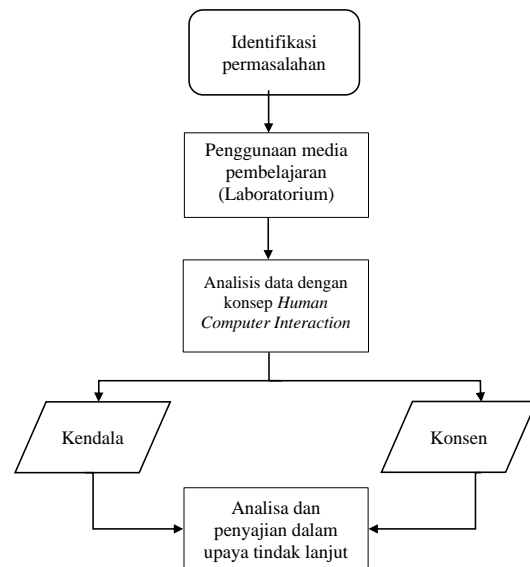 Identifikasi
permasalahan
Penggunaan media
pembelajaran
(Laboratorium)
Analisis data dengan
konsep Human
Computer Interaction
Kendala
Konsen
Analisa dan
penyajian dalam
upaya tindak lanjut